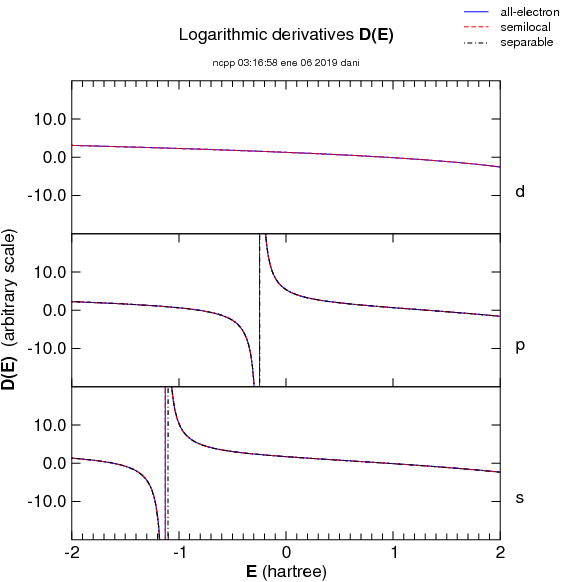 all-electron
semilocal
separable
Logarithmic derivatives D(E)
ncpp 03:16:58 ene 06 2019 dani
10.0
0.0
-10.0
d
10.0
0.0
-10.0
p
10.0
0.0
-10.0
s
D(E) (arbitrary scale)
-2 -1 0 1 2
E (hartree)